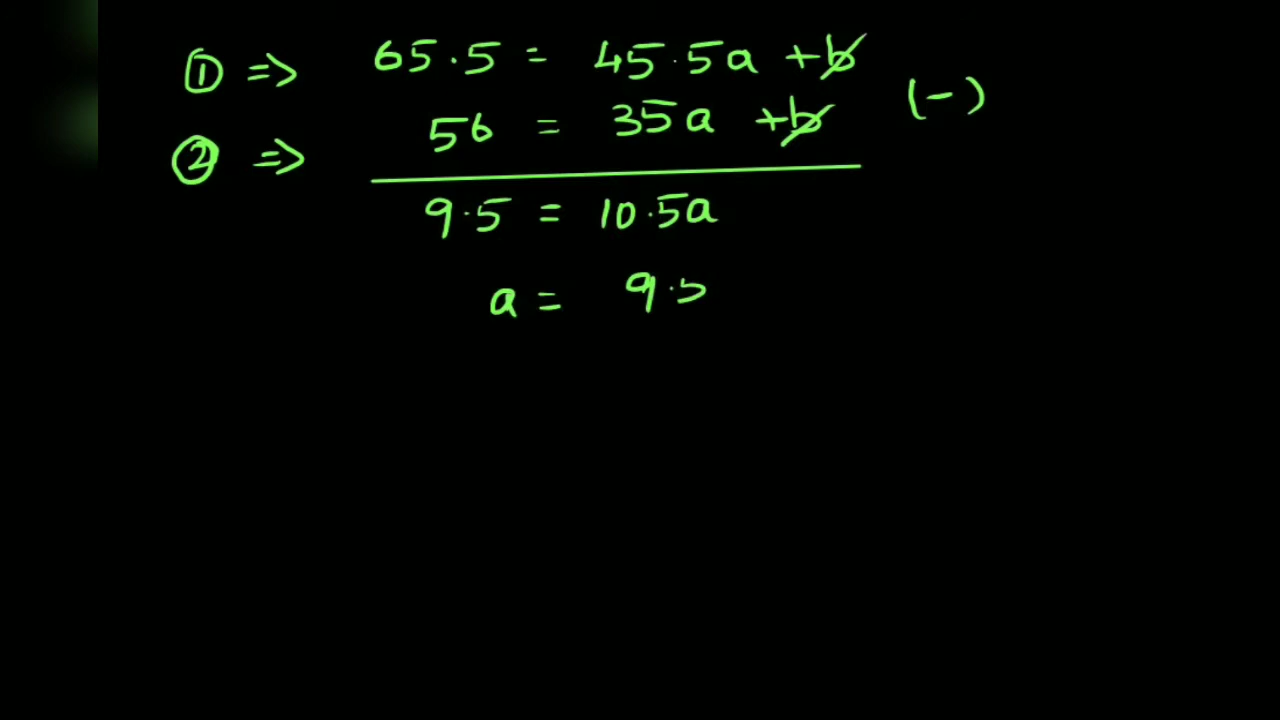 ① => 65.5 = 45.5a + b
② => 56 = 35a + b (-)
9.5 = 10.5a
a = 9.5